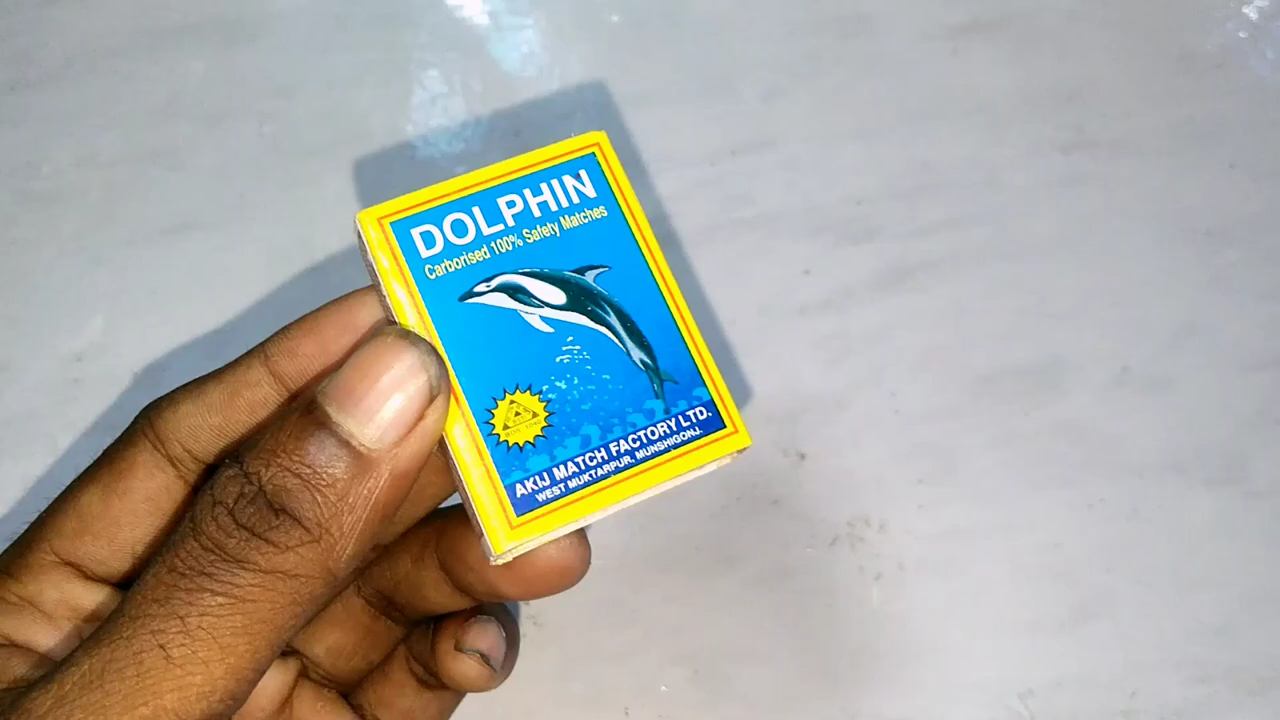 DOLPHIN
Carborised 100% Safety Matches
AKIJ MATCH FACTORY LTD.
WEST MUKTARPUR, MUNSHIGONJ.